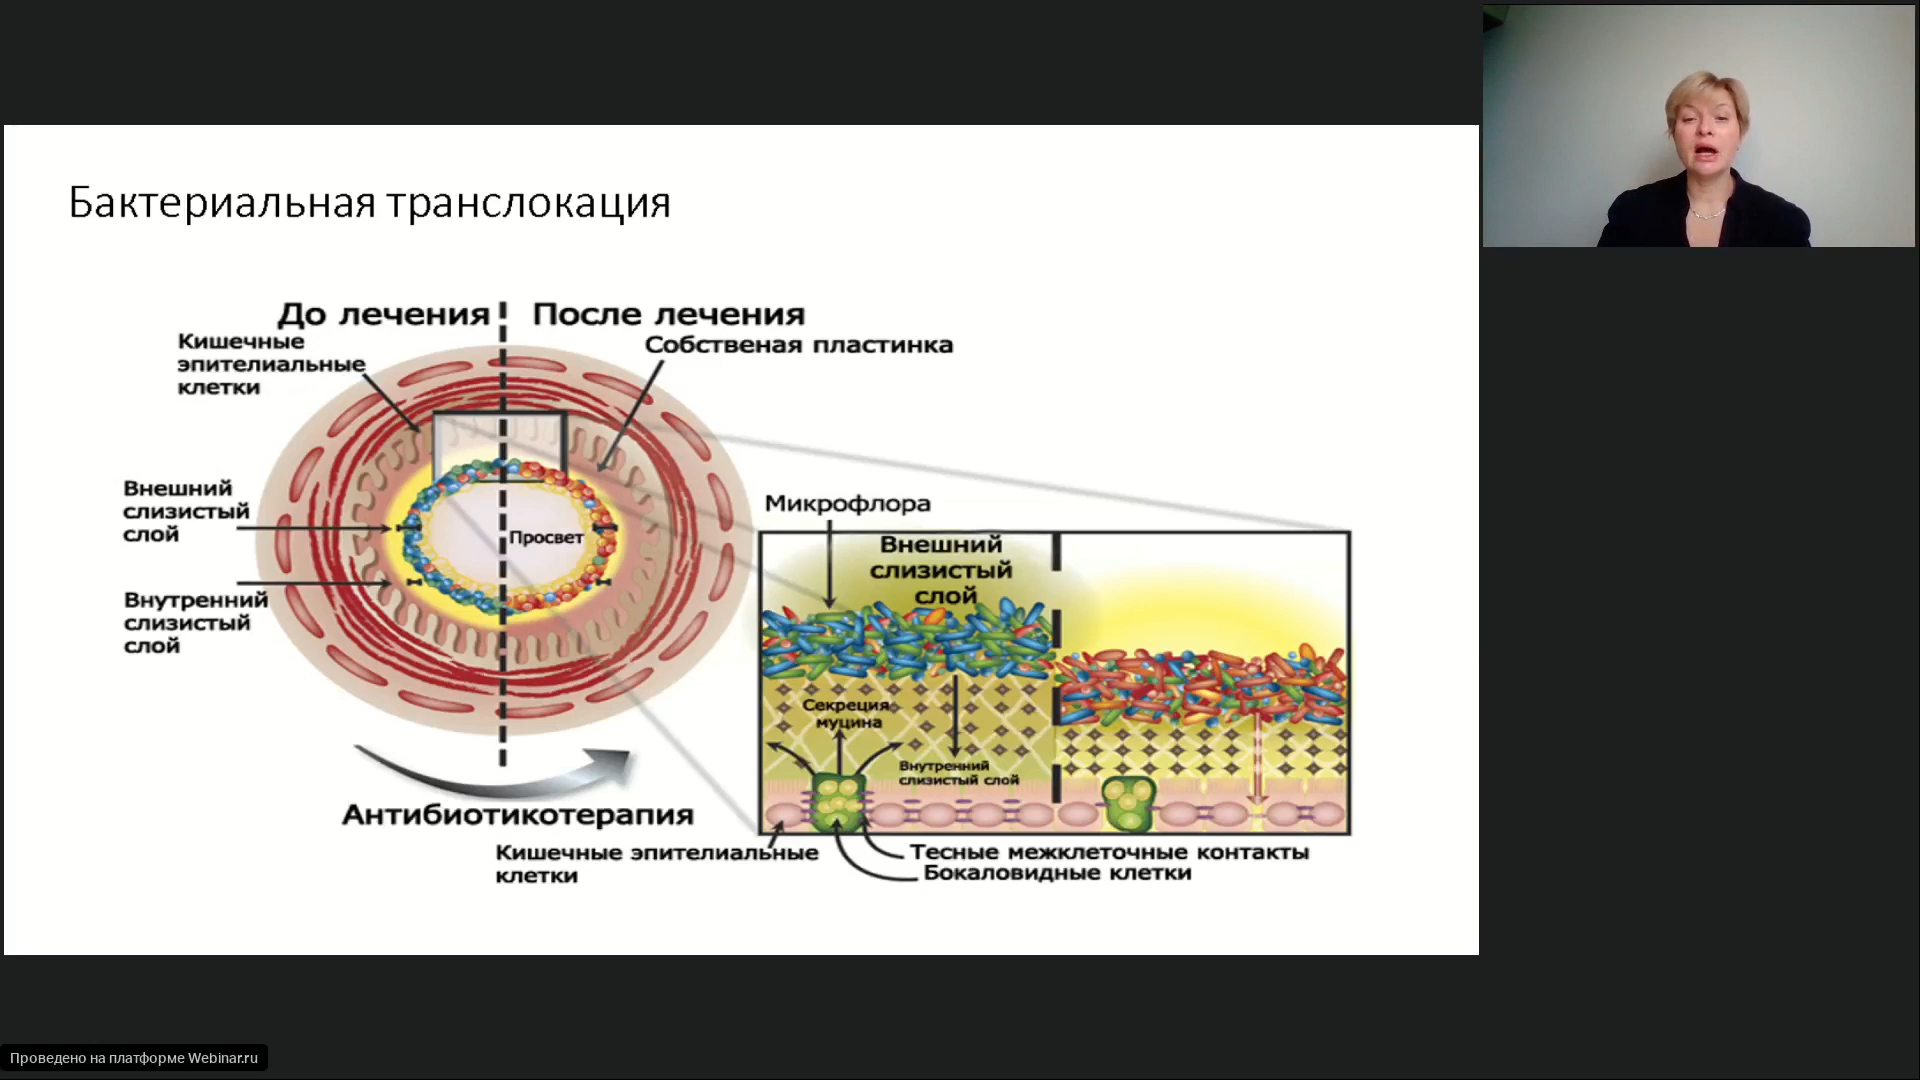 Бактериальная транслокация
До лечения
После лечения
Кишечные
эпителиальные
клетки
Собственая пластинка
Внешний
слизистый
слой
Просвет
Внутренний
слизистый
слой
Антибиотикотерапия
Микрофлора
Внешний
слизистый
слой
Секреция
муцина
Внутренний
слизистый слой
Кишечные эпителиальные
клетки
Тесные межклеточные контакты
Бокаловидные клетки
Проведено на платформе Webinar.ru